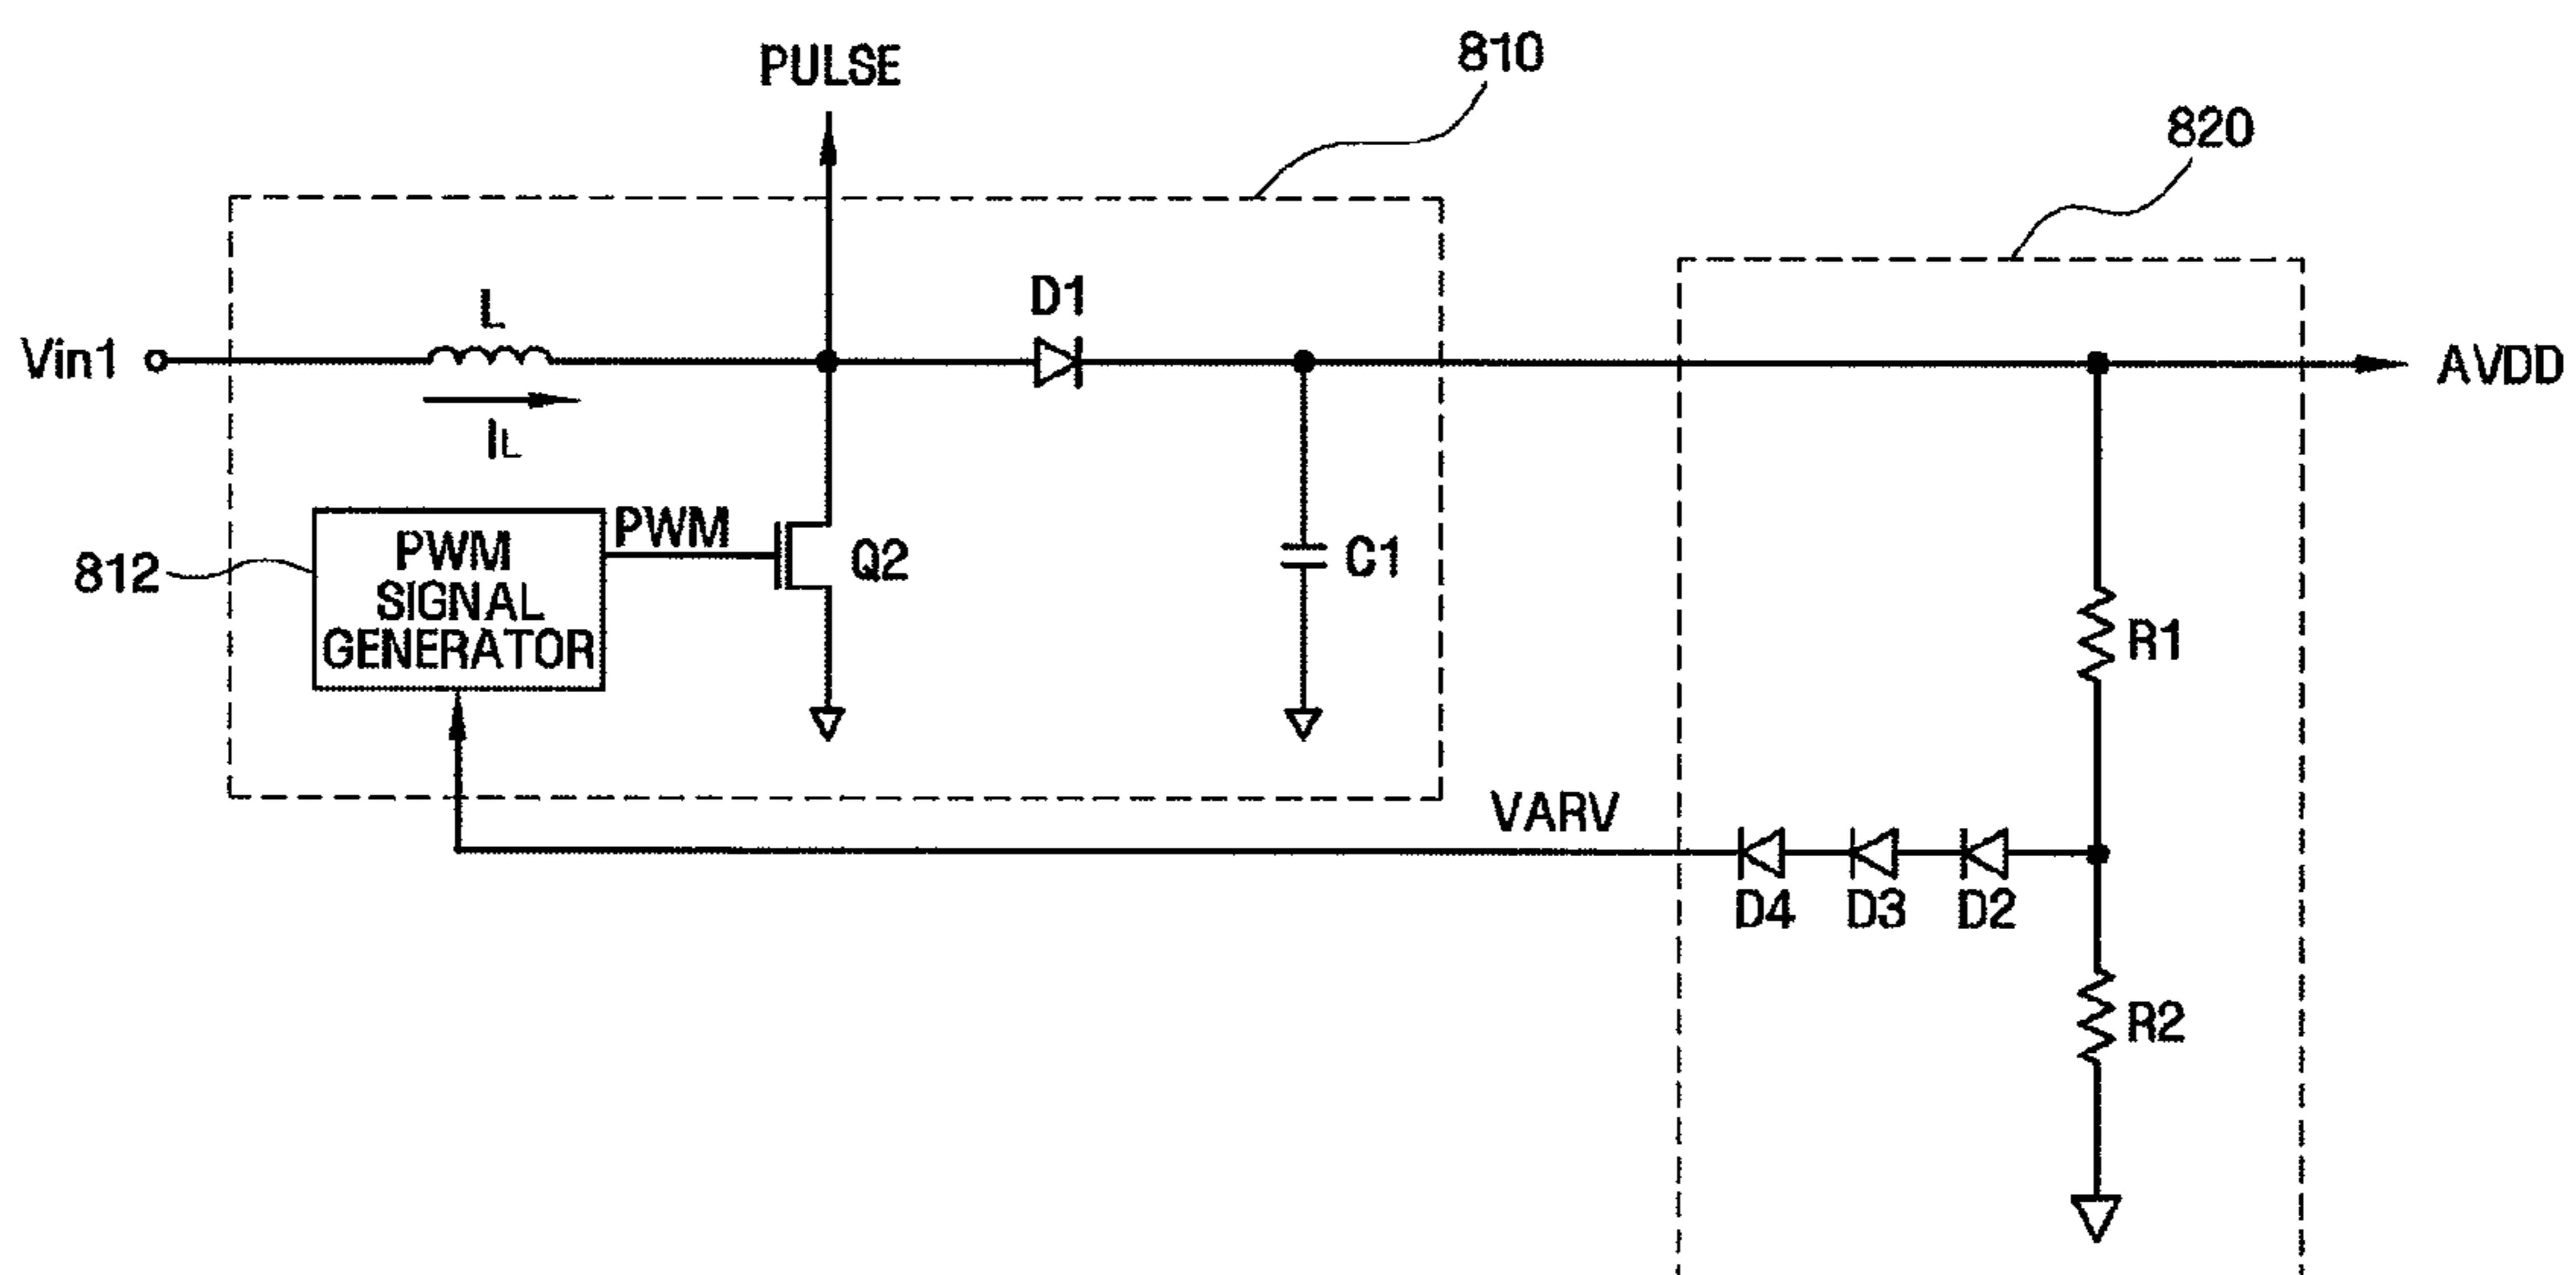 PULSE
810
820
L
D1
Vin1
AVDD
IL
PWM
PWM
SIGNAL
GENERATOR
812
Q2
C1
R1
VARV
D4
D3
D2
R2